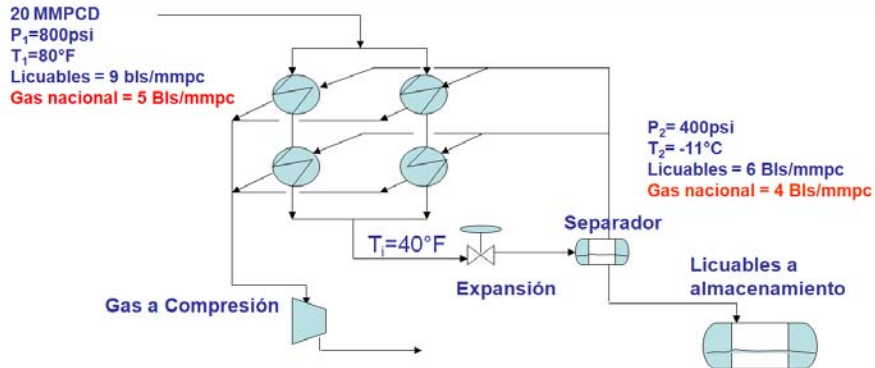 20 MMPCD
P₁=800psi
T₁=80°F
Licuables = 9 bls/mmpc
Gas nacional = 5 Bls/mmpc
P₂= 400psi
T₂= -11°C
Licuables = 6 Bls/mmpc
Gas nacional = 4 Bls/mmpc
Separador
Tᵢ=40°F
Expansión
Licuables a
almacenamiento
Gas a Compresión